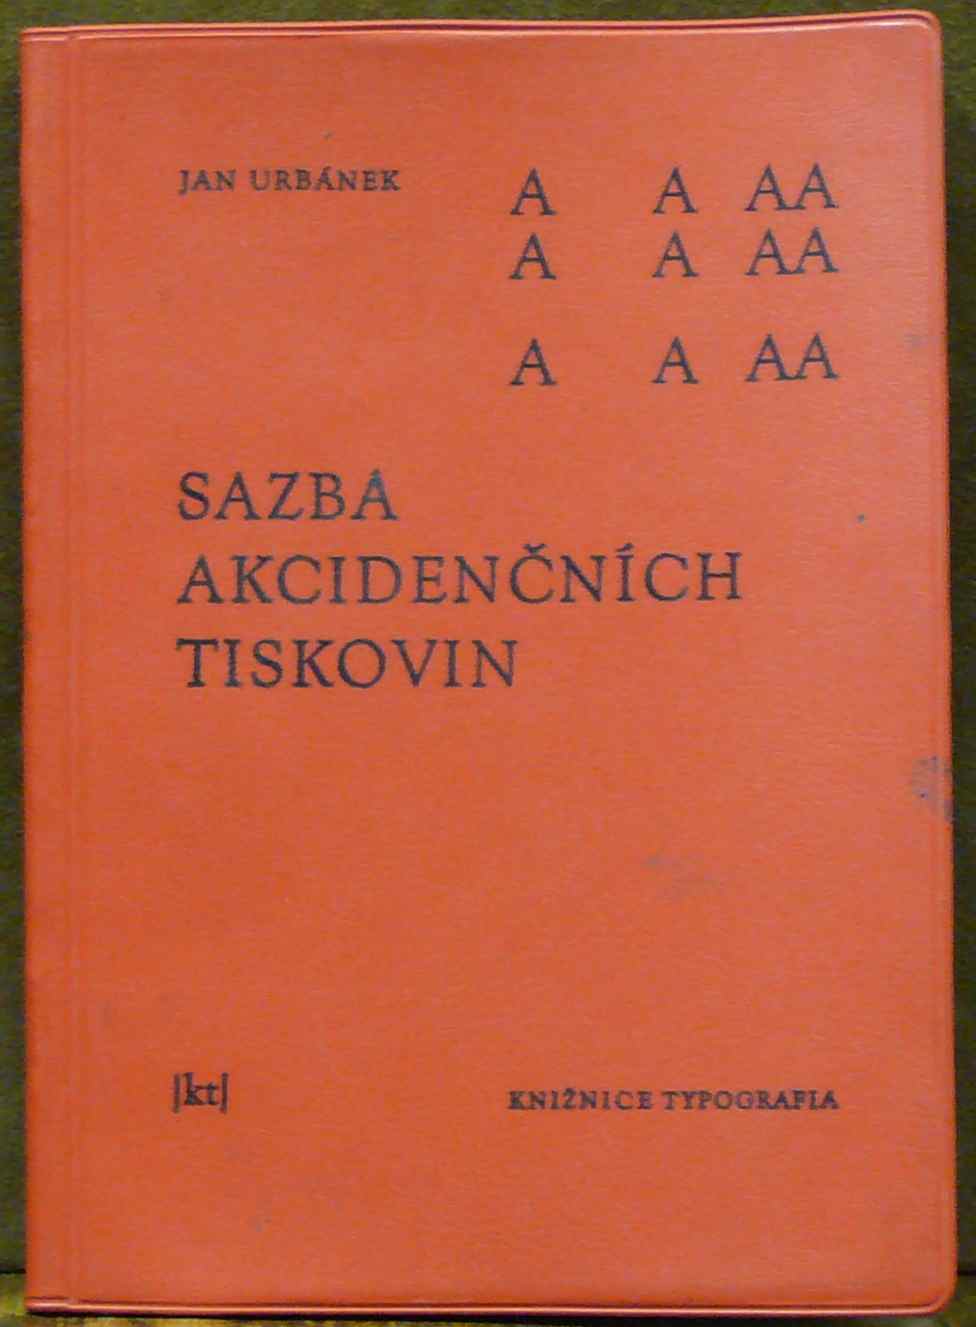 JAN URBÁNEK
A A AA
A A AA
A A AA
SAZBA
AKCIDENČNÍCH
TISKOVIN
|kt|
KNIŽNICE TYPOGRAFIA